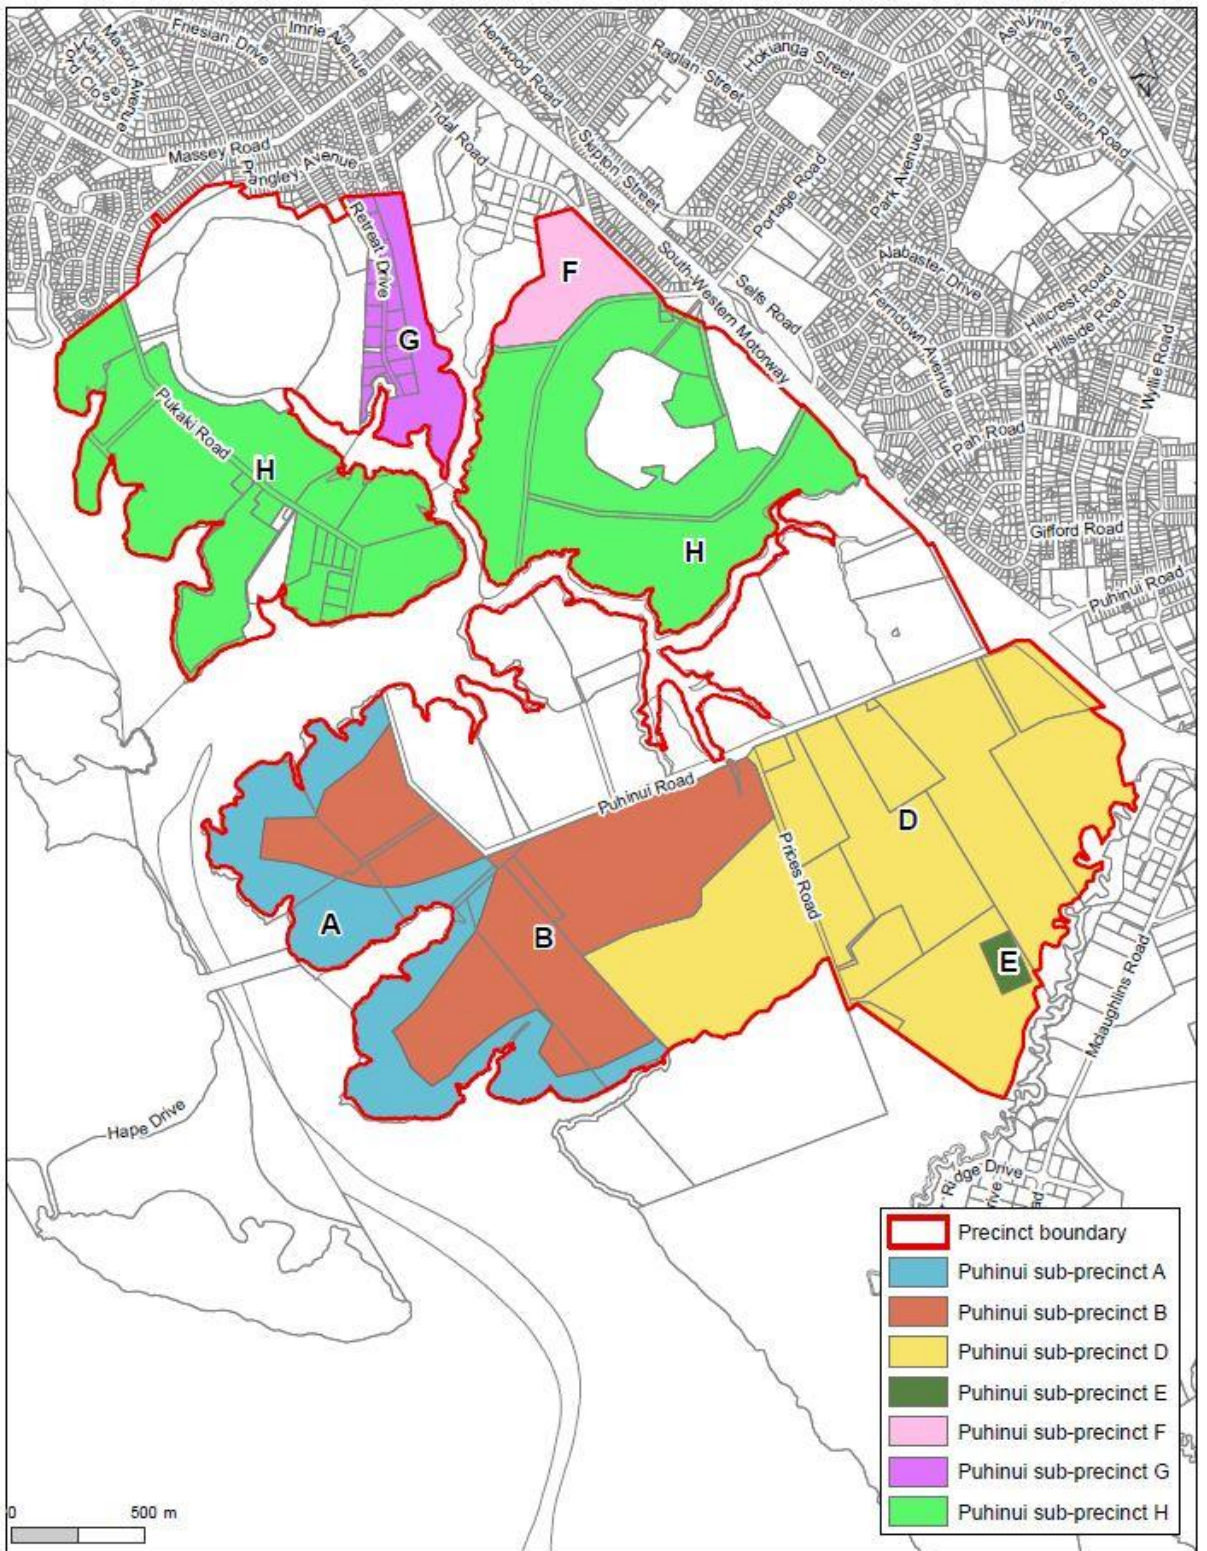 Friesian Drive
Imrie Avenue
Mascot Avenue
Henwood Road
Raglan Street
Hokianga Street
Ashlynne Avenue
Station Road
N
Tidal Road
Skipton Street
Massey Road
Portage Road
Park Avenue
Retreat Drive
F
South-Western Motorway
Selfs Road
Alabaster Drive
Ferndown Avenue
Hillcrest Road
Hillside Road
Wyllie Road
G
Pukaki Road
Pah Road
H
H
Gifford Road
Puhinui Road
Puhinui Road
Prices Road
D
A
B
E
Mclaughlins Road
Hape Drive
Ridge Drive
Precinct boundary
Puhinui sub-precinct A
Puhinui sub-precinct B
Puhinui sub-precinct D
Puhinui sub-precinct E
Puhinui sub-precinct F
Puhinui sub-precinct G
Puhinui sub-precinct H
0 500 m